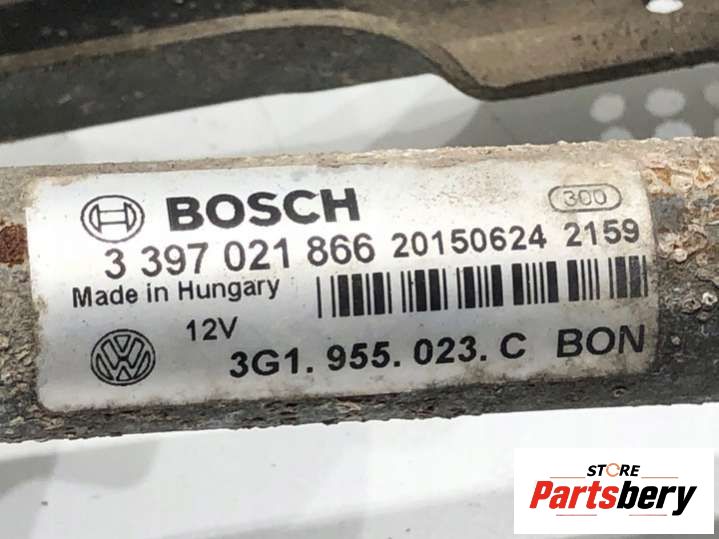 BOSCH
300
3 397 021 866 20150624 2159
Made in Hungary
12V
3G1. 955. 023. C BON
STORE
Partsbery